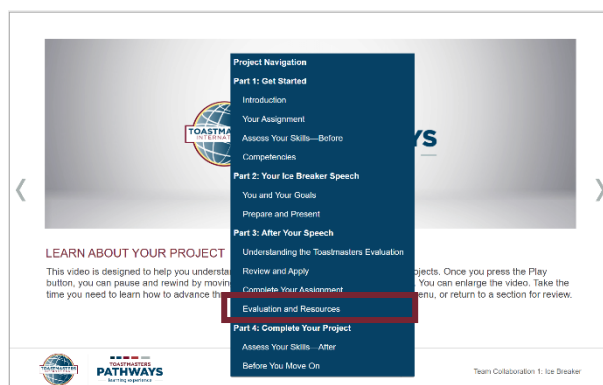 Project Navigation
Part 1: Get Started
Introduction
Your Assignment
Assess Your Skills—Before
Competencies
Part 2: Your Ice Breaker Speech
You and Your Goals
Prepare and Present
Part 3: After Your Speech
Understanding the Toastmasters Evaluation
Review and Apply
Complete Your Assignment
Evaluation and Resources
Part 4: Complete Your Project
Assess Your Skills—After
Before You Move On
LEARN ABOUT YOUR PROJECT
This video is designed to help you understa ojects. Once you press the Play
button, you can pause and rewind by movin . You can enlarge the video. Take the
time you need to learn how to advance th enu, or return to a section for review.
TOASTMASTERS
PATHWAYS
learning experience
Team Collaboration 1: Ice Breaker